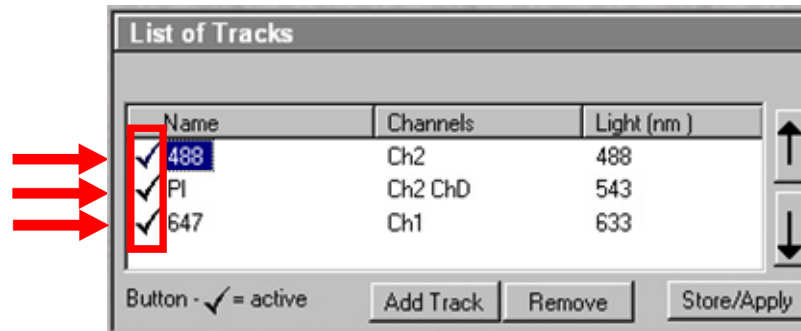 List of Tracks
Name Channels Light (nm )
✓ 488 Ch2 488
✓ PI Ch2 ChD 543
✓ 647 Ch1 633
Button - ✓ = active Add Track Remove Store/Apply